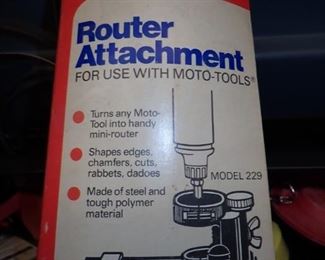 Router
Attachment
FOR USE WITH MOTO-TOOLS®
Turns any Moto-
Tool into handy
mini-router
Shapes edges,
chamfers, cuts,
rabbets, dadoes
MODEL 229
Made of steel and
tough polymer
material